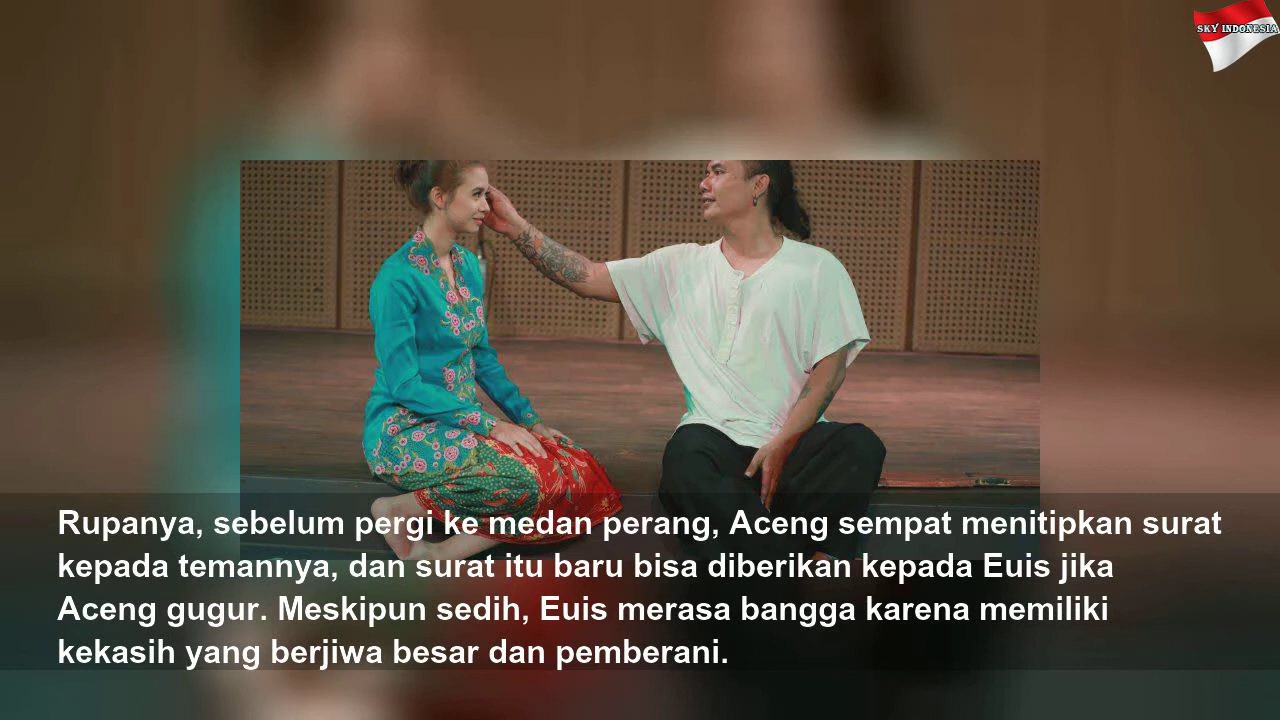 SKY INDONESIA
Rupanya, sebelum pergi ke medan perang, Aceng sempat menitipkan surat
kepada temannya, dan surat itu baru bisa diberikan kepada Euis jika
Aceng gugur. Meskipun sedih, Euis merasa bangga karena memiliki
kekasih yang berjiwa besar dan pemberani.